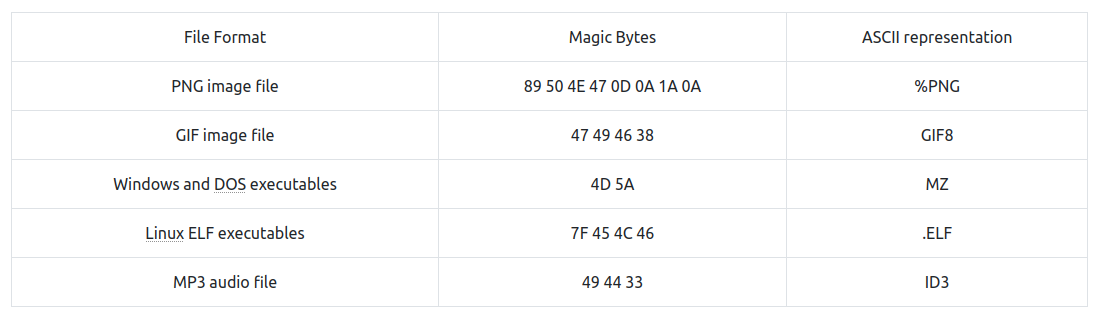 File Format Magic Bytes ASCII representation
PNG image file 89 50 4E 47 0D 0A 1A 0A %PNG
GIF image file 47 49 46 38 GIF8
Windows and DOS executables 4D 5A MZ
Linux ELF executables 7F 45 4C 46 .ELF
MP3 audio file 49 44 33 ID3